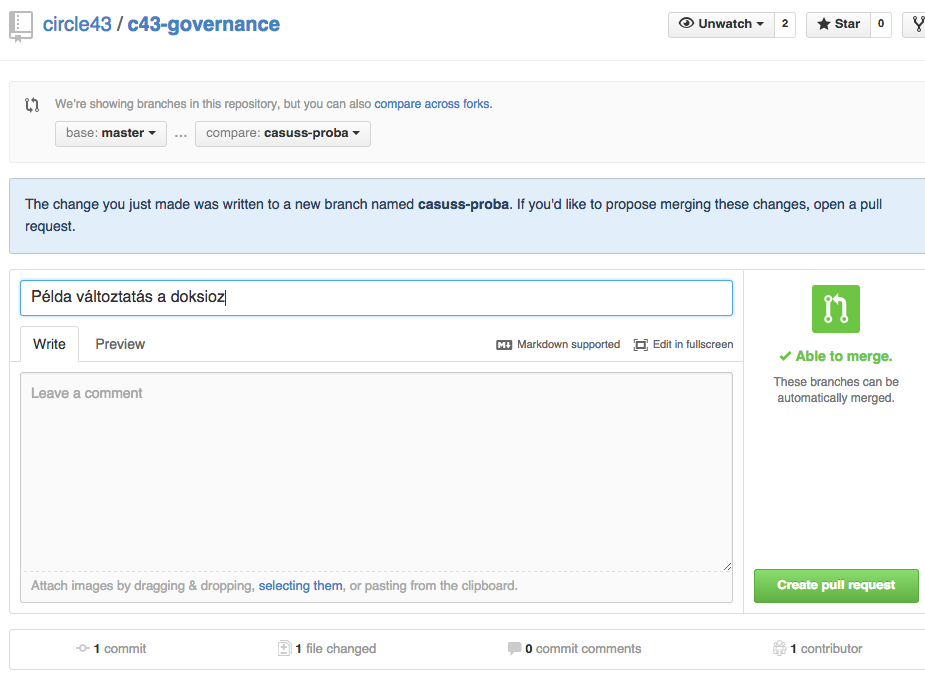 circle43 / c43-governance
Unwatch 2 Star 0
We're showing branches in this repository, but you can also compare across forks.
base: master ... compare: casuss-proba
The change you just made was written to a new branch named casuss-proba. If you'd like to propose merging these changes, open a pull
request.
Példa változtatás a doksioz
Write Preview Markdown supported Edit in fullscreen
Able to merge.
These branches can be
automatically merged.
Leave a comment
Attach images by dragging & dropping, selecting them, or pasting from the clipboard.
Create pull request
1 commit 1 file changed 0 commit comments 1 contributor